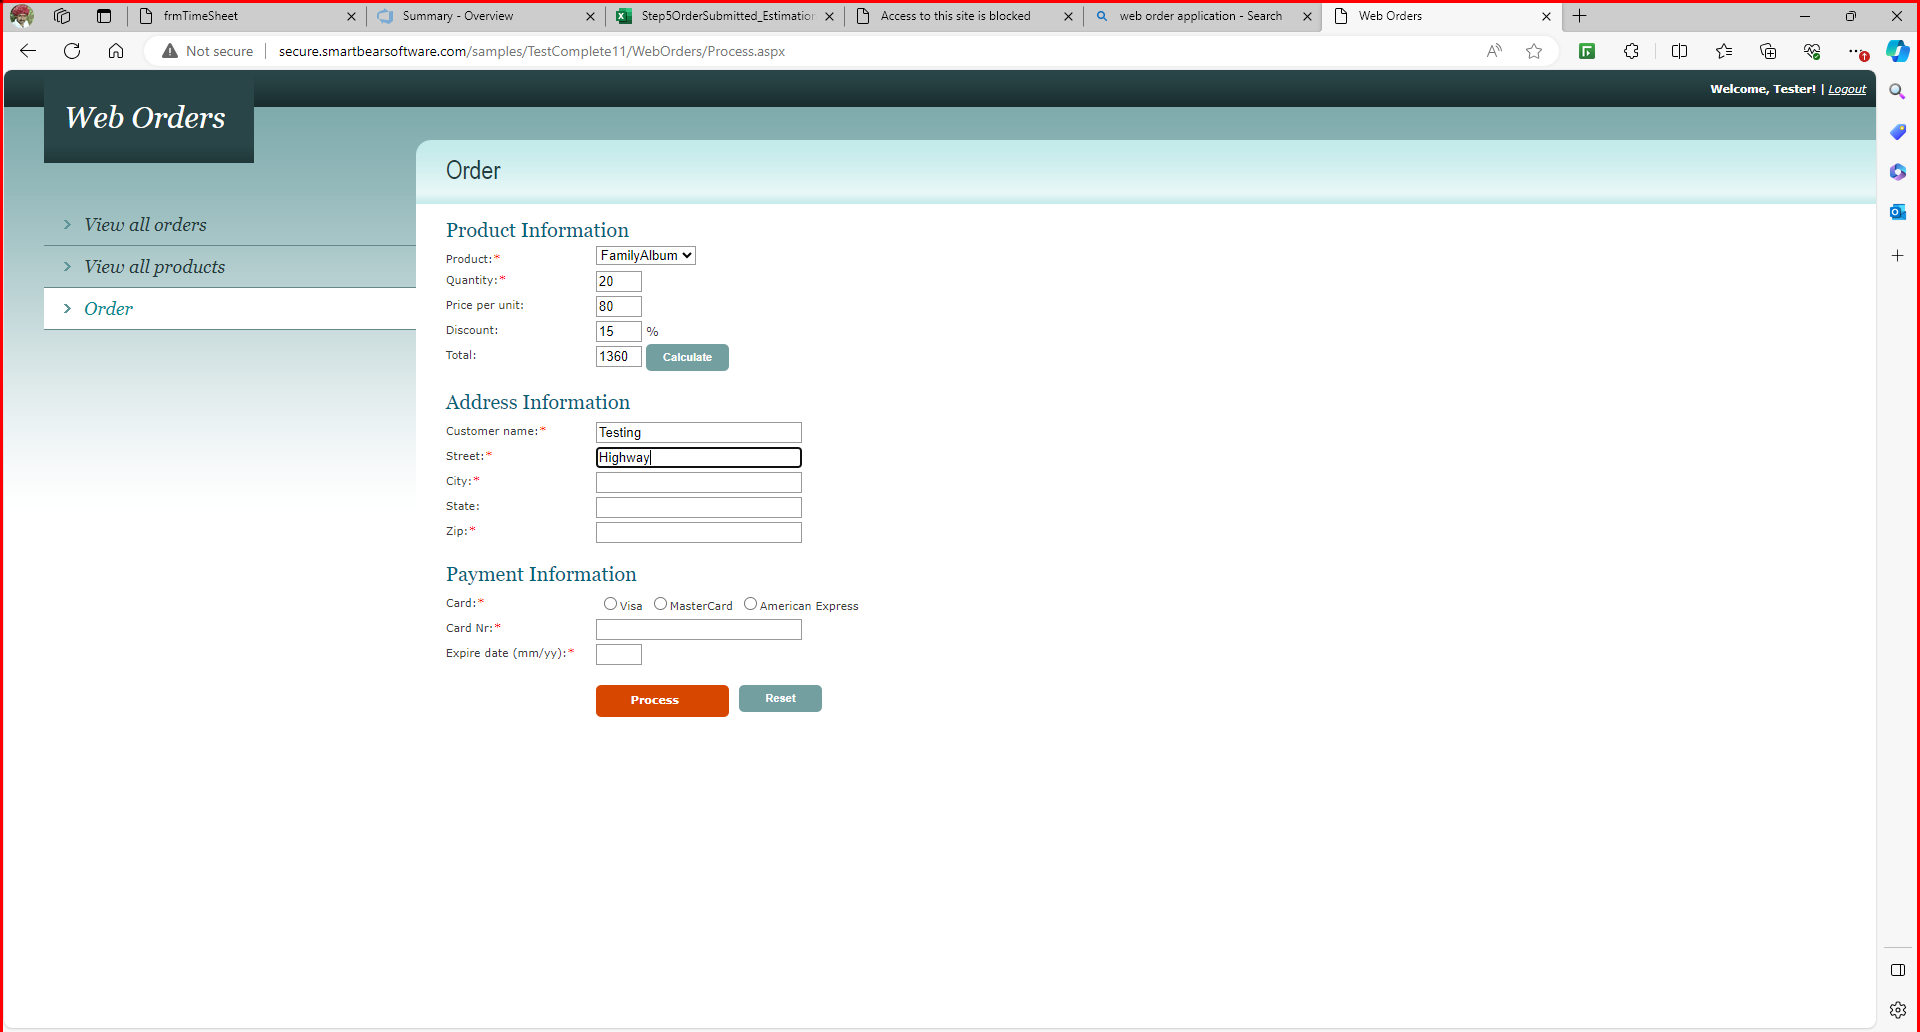 frmTimeSheet
Summary - Overview
Step5OrderSubmitted_Estimation
Access to this site is blocked
web order application - Search
Web Orders
Not secure
secure.smartbearsoftware.com/samples/TestComplete11/WebOrders/Process.aspx
Welcome, Tester! | Logout
Web Orders
View all orders
View all products
Order
Order
Product Information
Product:* FamilyAlbum
Quantity:* 20
Price per unit: 80
Discount: 15 %
Total: 1360 Calculate
Address Information
Customer name:* Testing
Street:* Highway
City:*
State:
Zip:*
Payment Information
Card:* Visa MasterCard American Express
Card Nr:*
Expire date (mm/yy):*
Process Reset